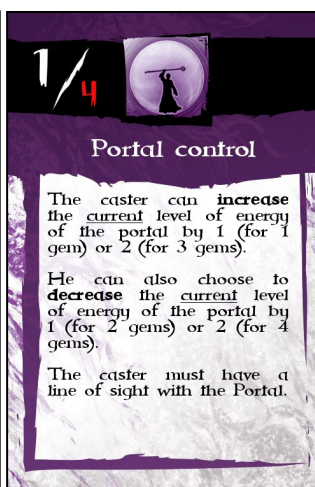 1/4
Portal control
The caster can increase
the current level of energy
of the portal by 1 (for 1
gem) or 2 (for 3 gems).
He can also choose to
decrease the current level
of energy of the portal by
1 (for 2 gems) or 2 (for 4
gems).
The caster must have a
line of sight with the Portal.